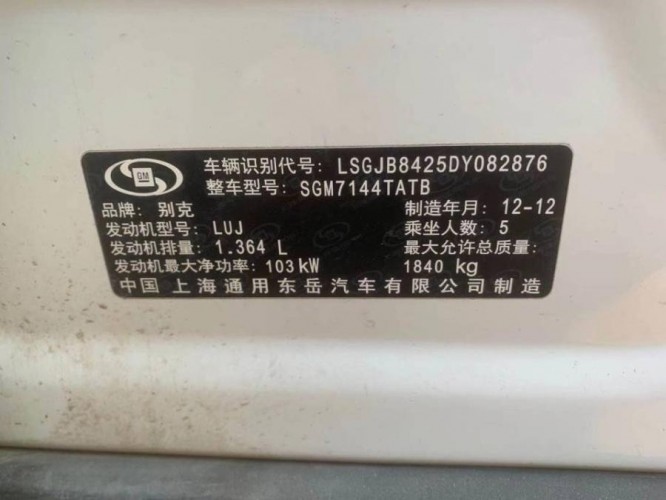 GM
车辆识别代号: LSGJB8425DY082876
整车型号: SGM7144TATB
品牌: 别克 制造年月: 12-12
发动机型号: LUJ 乘坐人数: 5
发动机排量: 1.364 L 最大允许总质量:
发动机最大净功率: 103kW 1840 kg
中国 上海通用东岳汽车有限公司制造